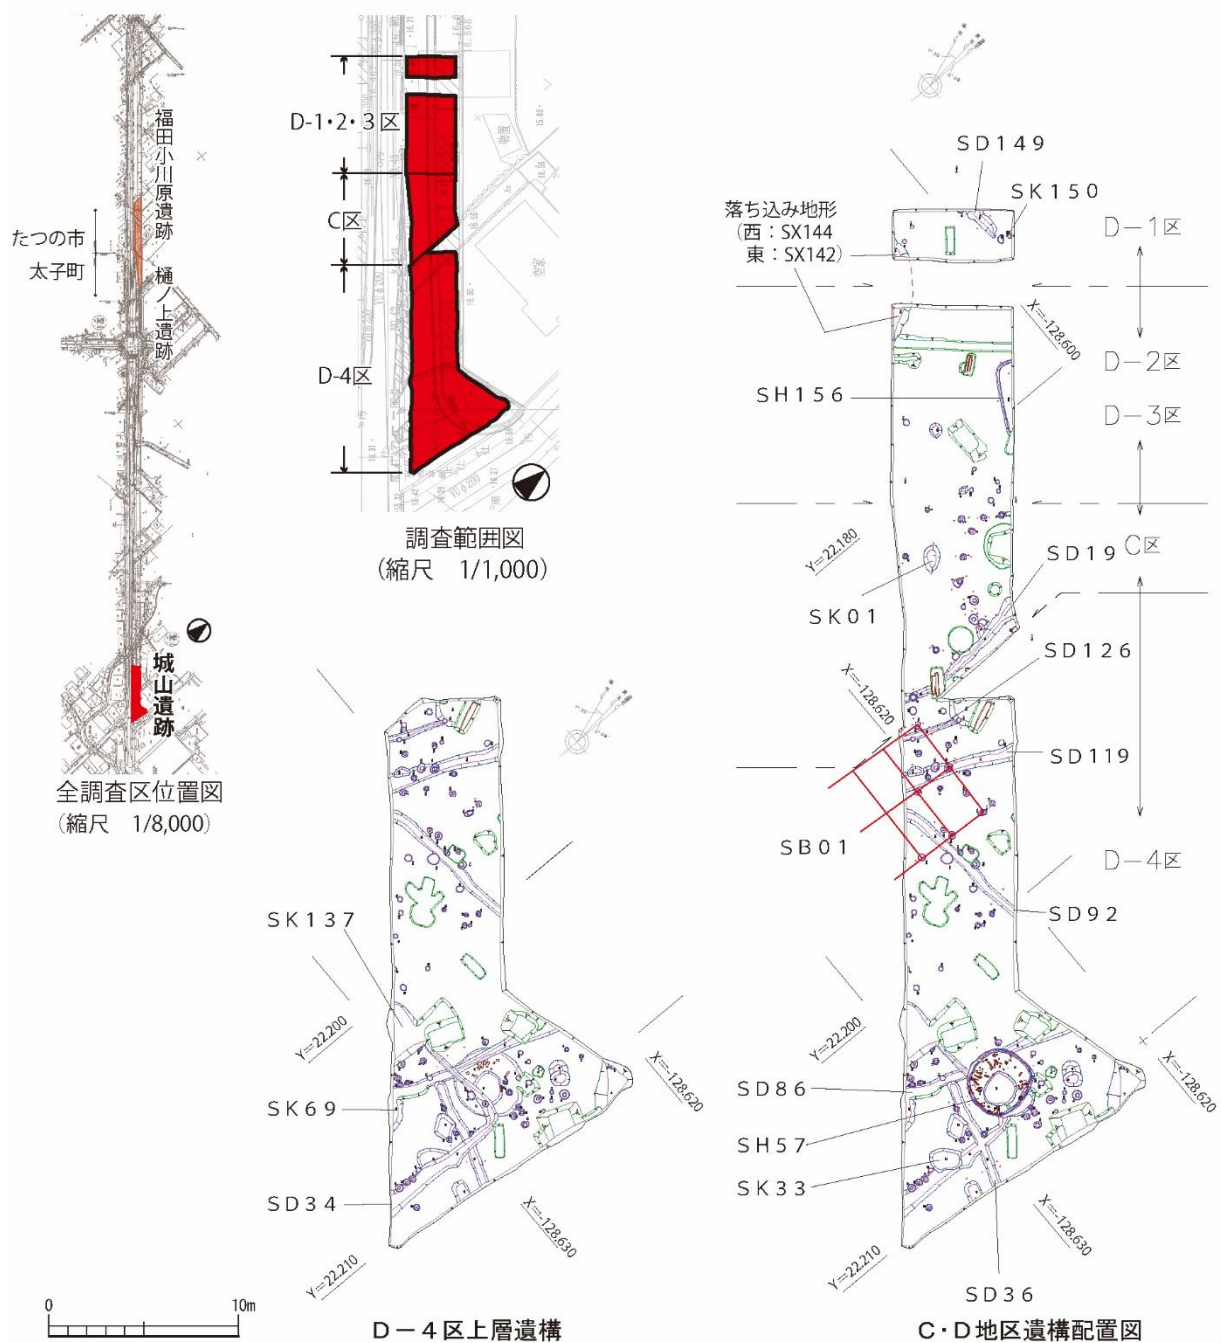 福田小川原遺跡
たつの市
太子町
樋ノ上遺跡
城山遺跡
全調査区位置図
(縮尺 1/8,000)
D-1・2・3区
C区
D-4区
物置
空家
調査範囲図
(縮尺 1/1,000)
SK137
SK69
SD34
Y=22.200
X=-128.620
X=-128.630
Y=22.210
0 10m
D-4区上層遺構
SD149
SK150
落ち込み地形
(西:SX144
東:SX142)
D-1区
X=-128.600
D-2区
SH156
D-3区
Y=22.180
SD19
C区
SK01
SD126
X=-128.620
SD119
SB01
D-4区
SD92
Y=22.200
X=-128.620
SD86
SH57
SK33
X=-128.630
Y=22.210
SD36
C・D地区遺構配置図